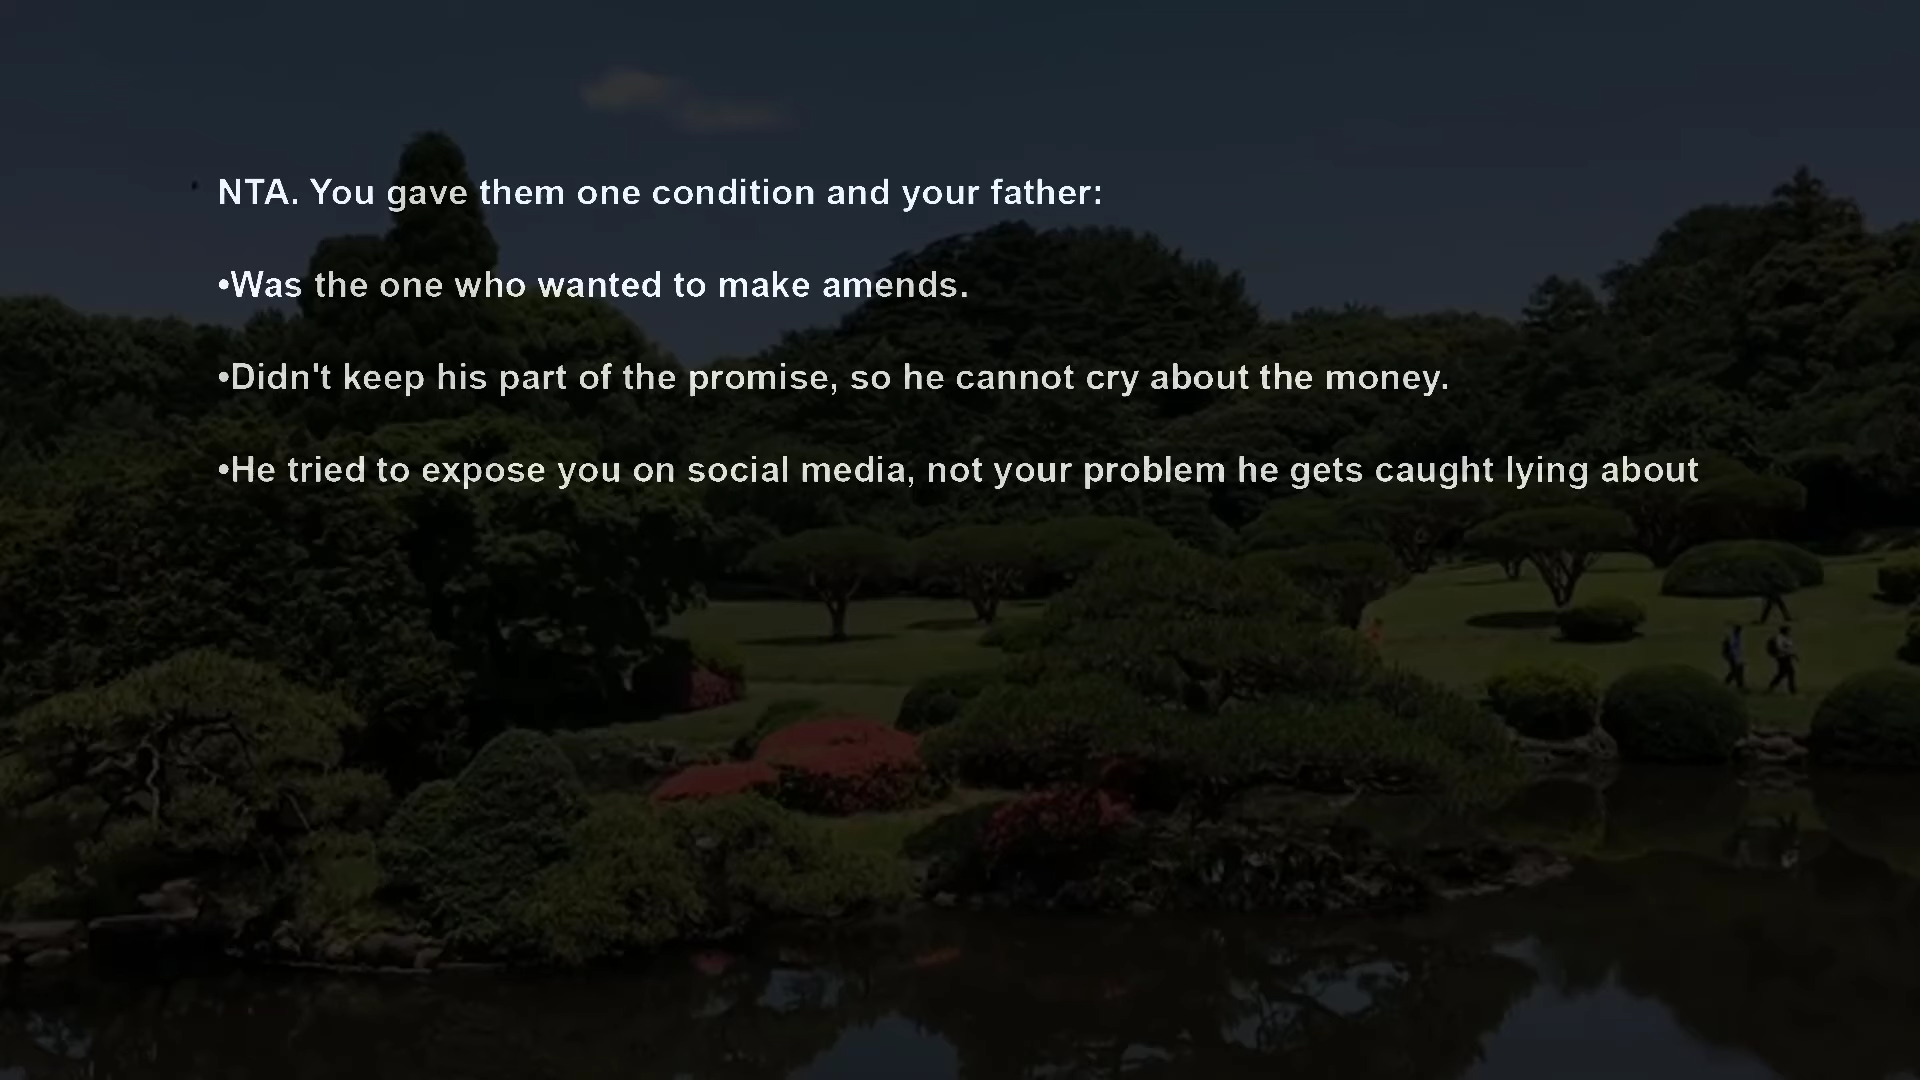 NTA. You gave them one condition and your father:
•Was the one who wanted to make amends.
•Didn't keep his part of the promise, so he cannot cry about the money.
•He tried to expose you on social media, not your problem he gets caught lying about